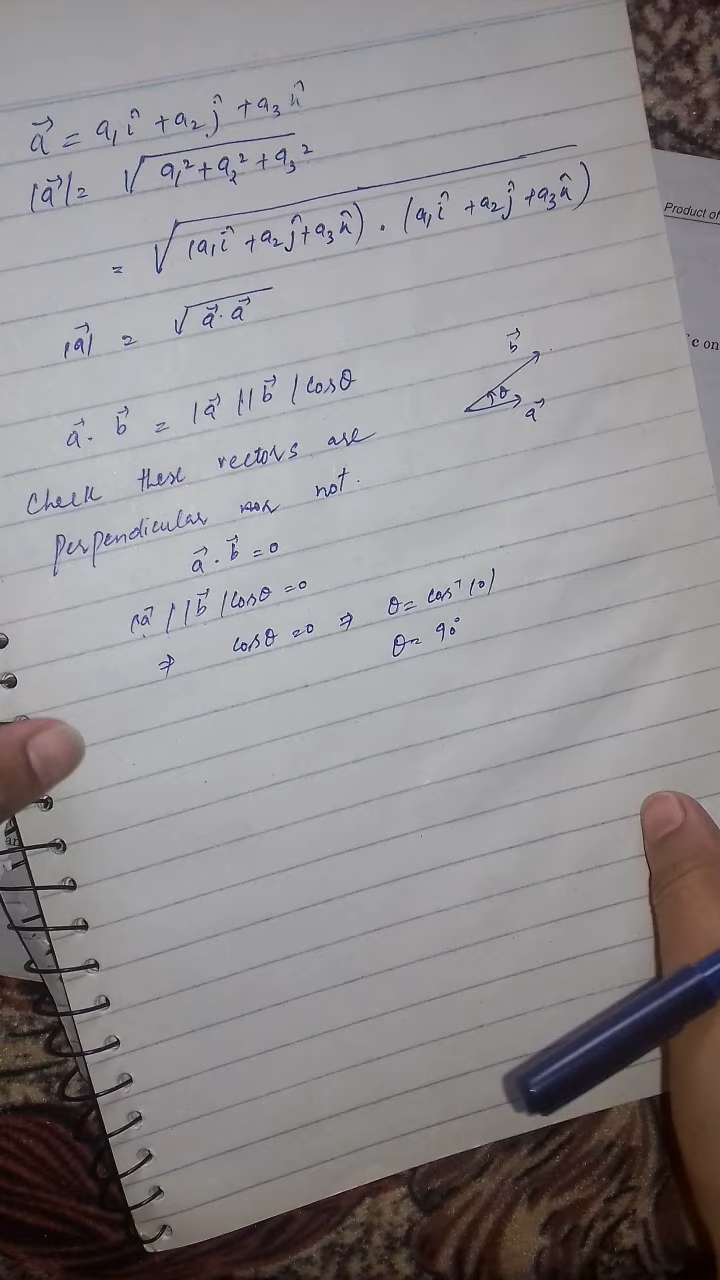 a⃗ = a₁î + a₂ĵ + a₃k̂
|a⃗| = √(a₁² + a₂² + a₃²)
= √((a₁î + a₂ĵ + a₃k̂) · (a₁î + a₂ĵ + a₃k̂))
Product of
|a⃗| = √(a⃗ · a⃗)
c on
b⃗
θ
a⃗
a⃗ · b⃗ = |a⃗||b⃗|cosθ
Check these vectors are
perpendicular or not.
a⃗ · b⃗ = 0
|a⃗||b⃗|cosθ = 0
⇒ cosθ = 0 ⇒ θ = cos⁻¹(0)
θ = 90°